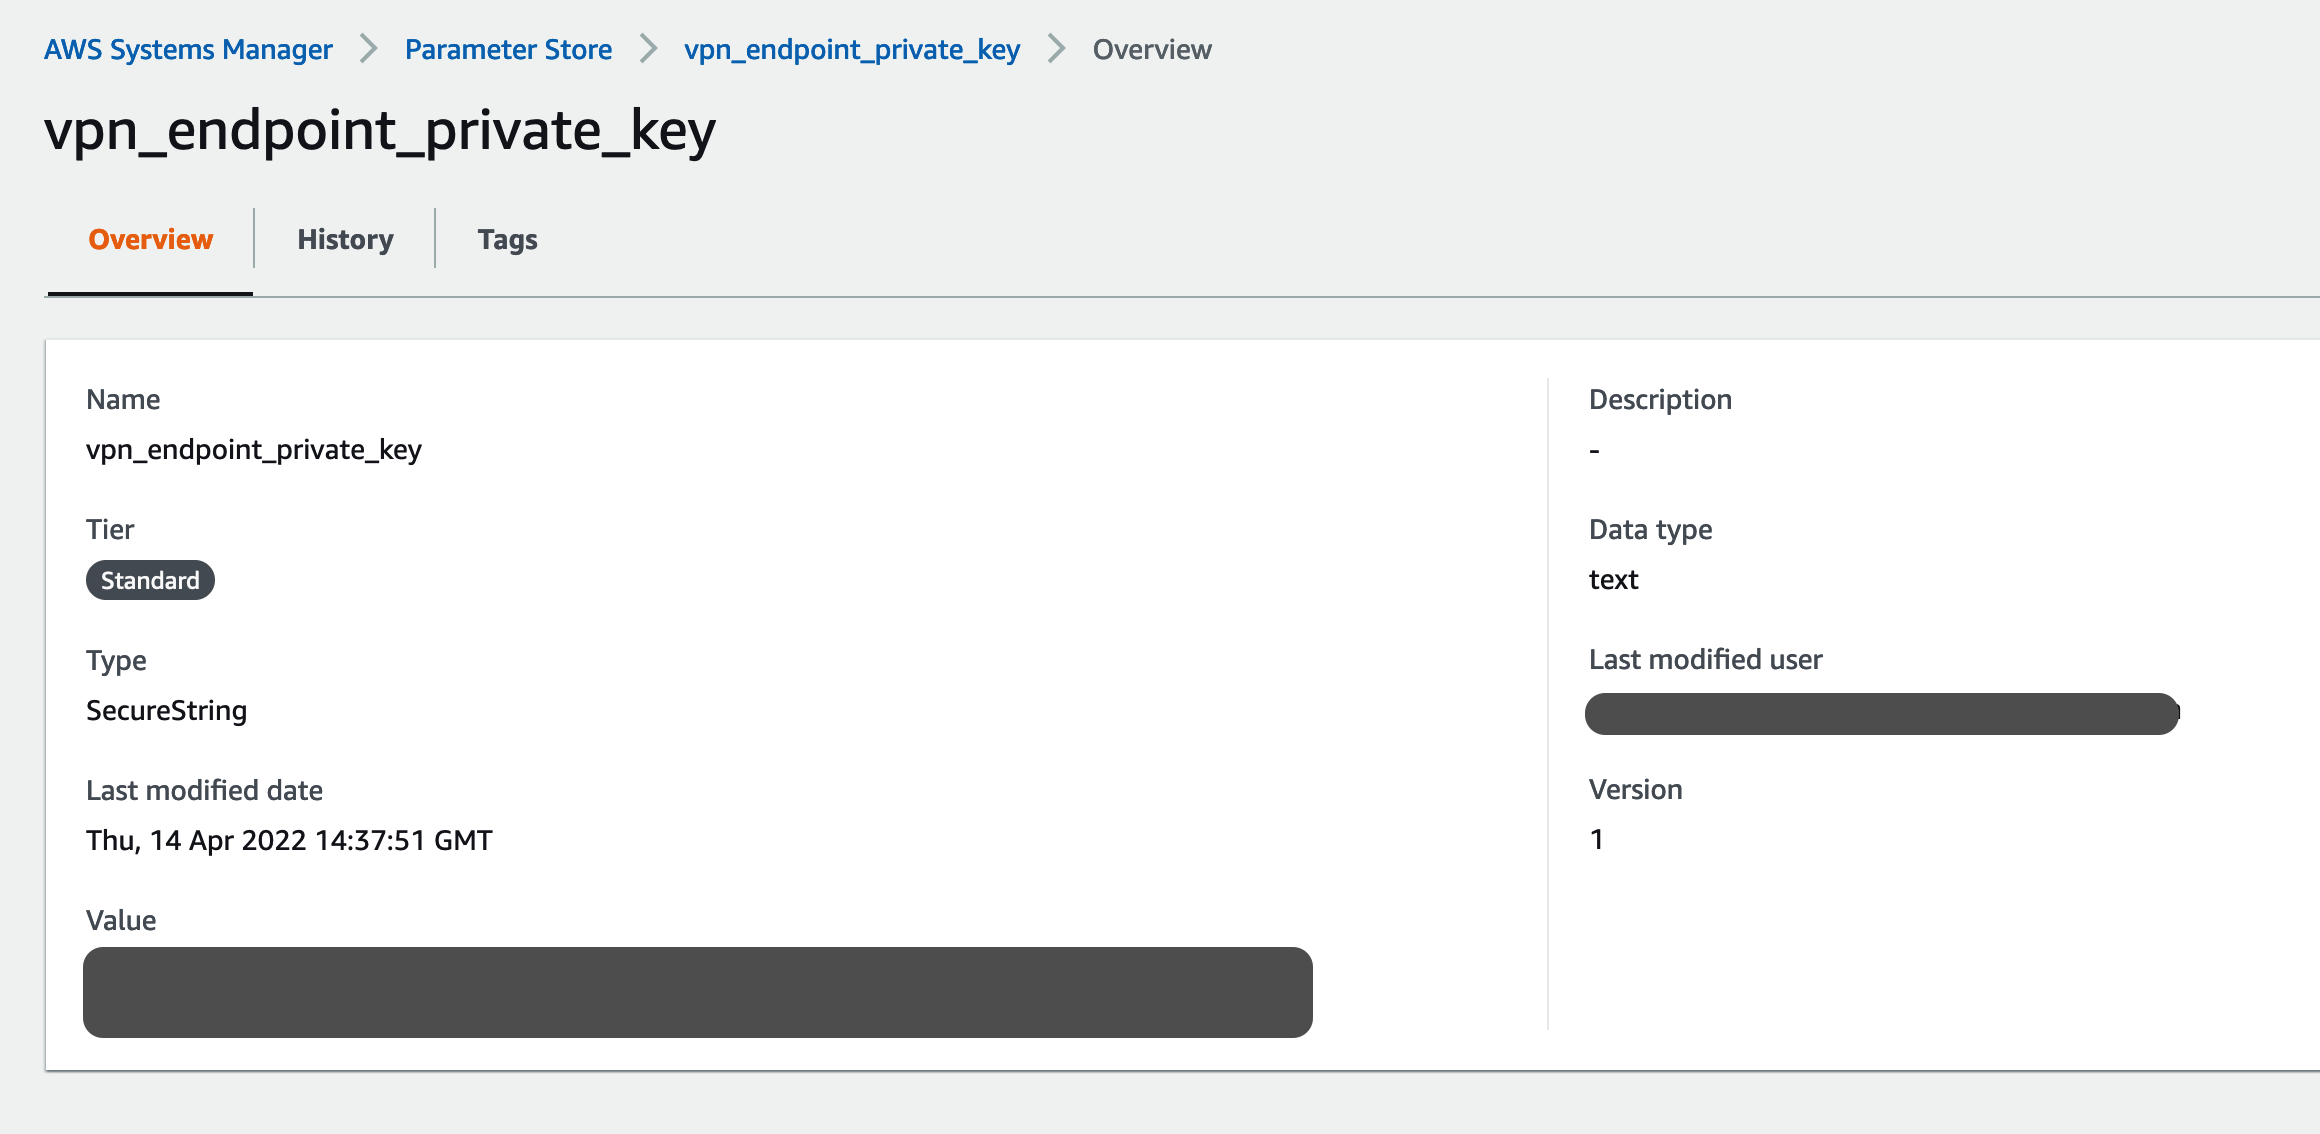 AWS Systems Manager > Parameter Store > vpn_endpoint_private_key > Overview
vpn_endpoint_private_key
Overview
History
Tags
Name
vpn_endpoint_private_key
Tier
Standard
Type
SecureString
Last modified date
Thu, 14 Apr 2022 14:37:51 GMT
Value
Description
-
Data type
text
Last modified user
Version
1